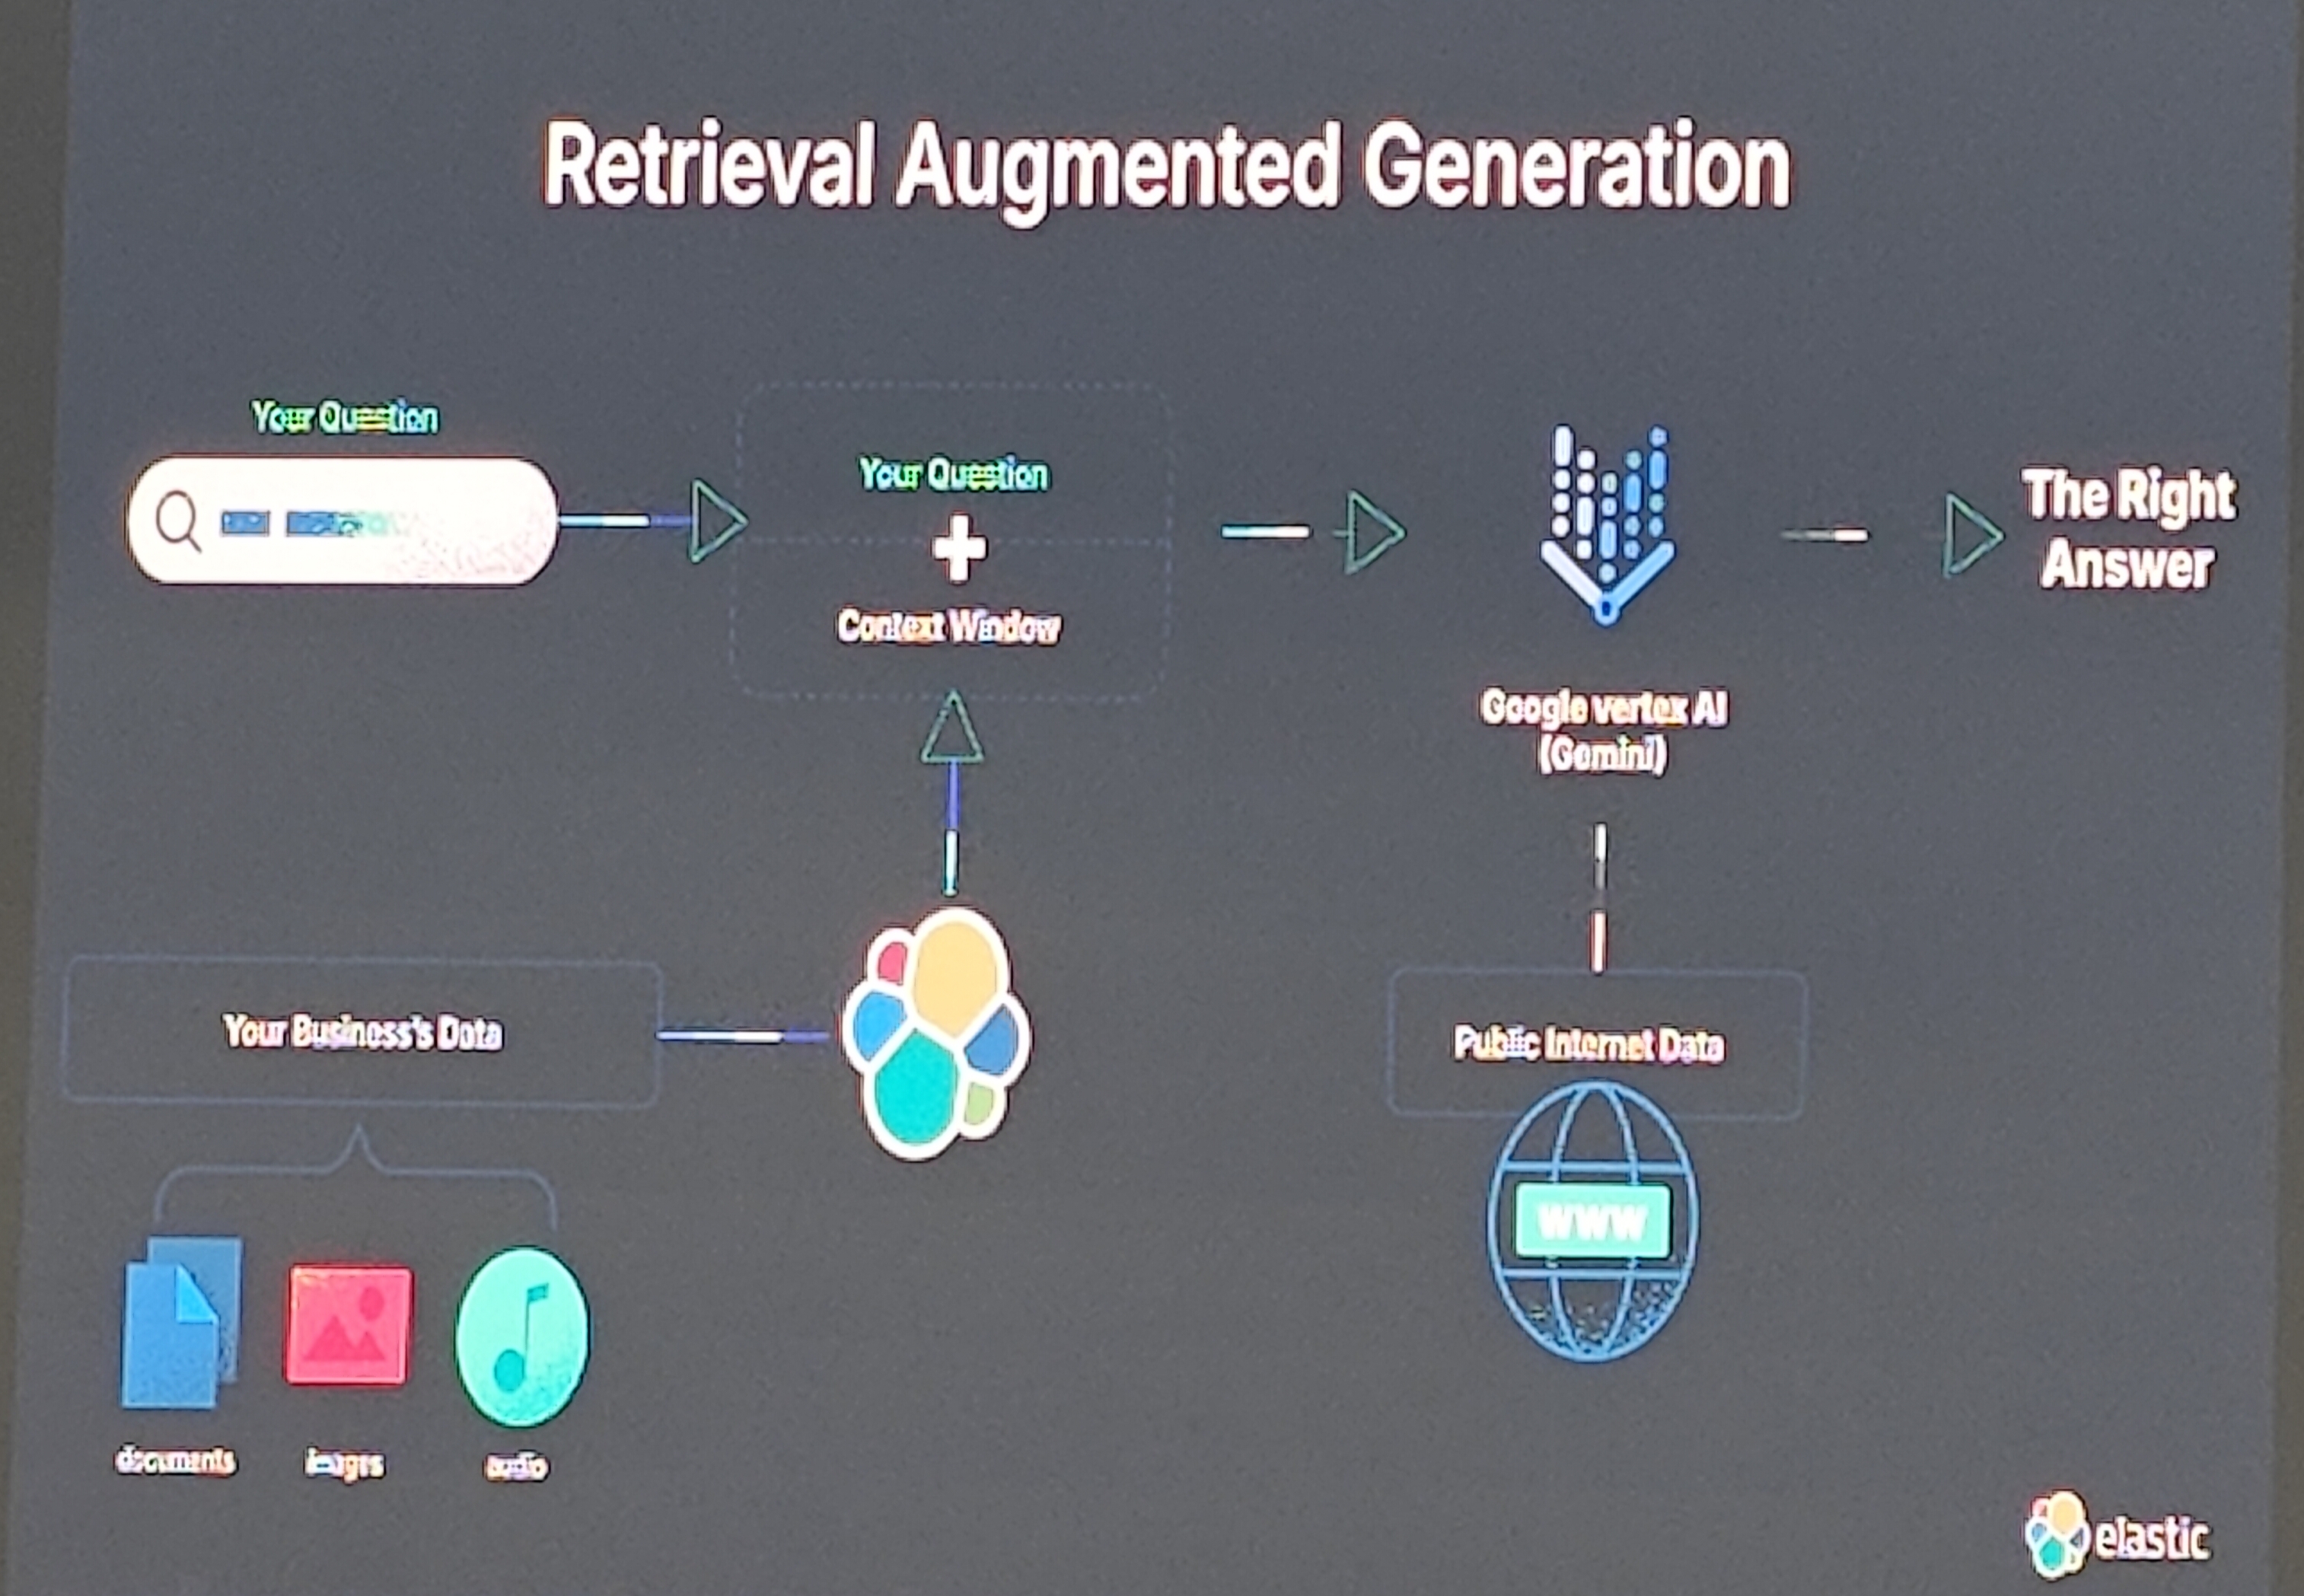 Retrieval Augmented Generation
Your Question
Your Question
+
Context Window
The Right
Answer
Google vertex AI
(Gemini)
Your Business's Data
Public Internet Data
www
documents
images
audio
elastic